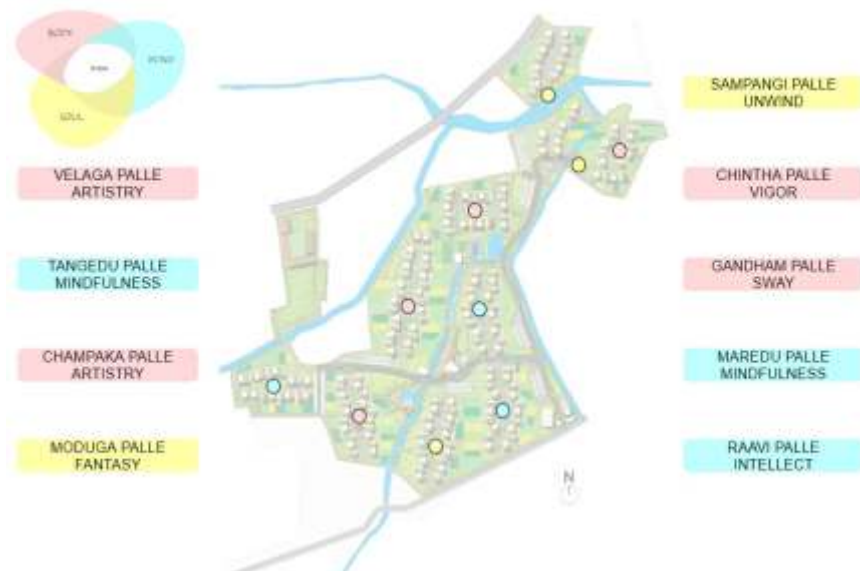 BODY
MIND
SOUL
VELAGA PALLE
ARTISTRY
TANGEDU PALLE
MINDFULNESS
CHAMPAKA PALLE
ARTISTRY
MODUGA PALLE
FANTASY
SAMPANGI PALLE
UNWIND
CHINTHA PALLE
VIGOR
GANDHAM PALLE
SWAY
MAREDU PALLE
MINDFULNESS
RAAVI PALLE
INTELLECT
N